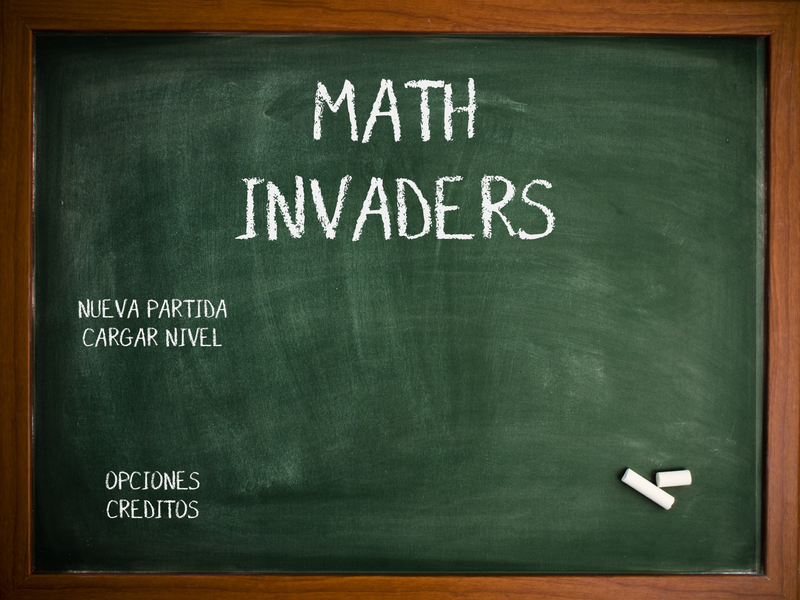 MATH
INVADERS
NUEVA PARTIDA
CARGAR NIVEL
OPCIONES
CREDITOS